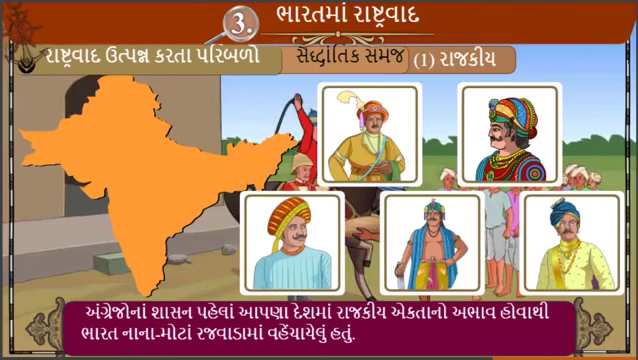 3. ભારતમાં રાષ્ટ્રવાદ
રાષ્ટ્રવાદ ઉત્પન્ન કરતા પરિબળો
સૈદ્ધાંતિક સમજ
(1) રાજકીય
અંગ્રેજોનાં શાસન પહેલાં આપણા દેશમાં રાજકીય એકતાનો અભાવ હોવાથી
ભારત નાના-મોટાં રજવાડામાં વહેંચાયેલું હતું.